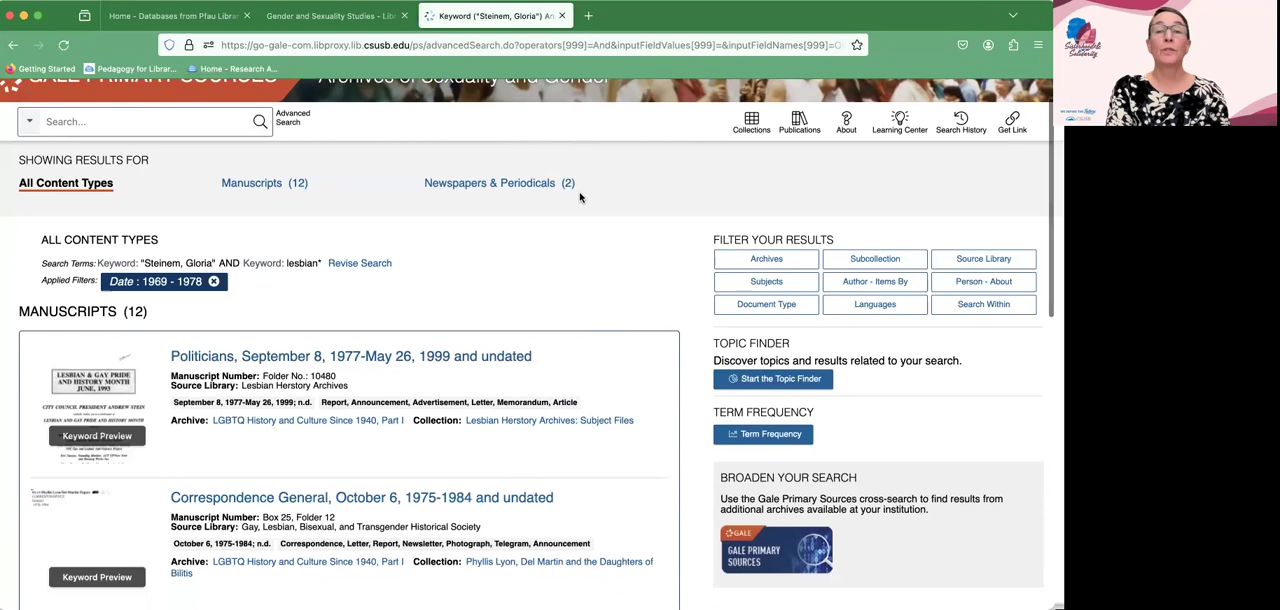 Home - Databases from Pfau Librar
Gender and Sexuality Studies - Lib
Keyword ("Steinem, Gloria") An
https://go-gale-com.libproxy.lib.csusb.edu/ps/advancedSearch.do?operators[999]=And&inputFieldValues[999]=&inputFieldNames[999]=O
Getting Started
Pedagogy for Librar...
Home - Research A...
Sisterhood &
Solidarity
CSUSB
Archives of Sexuality and Gender
Search...
Advanced
Search
Collections
Publications
About
Learning Center
Search History
Get Link
SHOWING RESULTS FOR
All Content Types
Manuscripts (12)
Newspapers & Periodicals (2)
ALL CONTENT TYPES
Search Terms: Keyword: "Steinem, Gloria" AND Keyword: lesbian* Revise Search
Applied Filters: Date : 1969 - 1978
MANUSCRIPTS (12)
LESBIAN & GAY PRIDE
AND HISTORY MONTH
JUNE, 1993
CITY COUNCIL PRESIDENT ANDREW STEIN
Keyword Preview
Politicians, September 8, 1977-May 26, 1999 and undated
Manuscript Number: Folder No.: 10480
Source Library: Lesbian Herstory Archives
September 8, 1977-May 26, 1999; n.d. Report, Announcement, Advertisement, Letter, Memorandum, Article
Archive: LGBTQ History and Culture Since 1940, Part I Collection: Lesbian Herstory Archives: Subject Files
Keyword Preview
Correspondence General, October 6, 1975-1984 and undated
Manuscript Number: Box 25, Folder 12
Source Library: Gay, Lesbian, Bisexual, and Transgender Historical Society
October 6, 1975-1984; n.d. Correspondence, Letter, Report, Newsletter, Photograph, Telegram, Announcement
Archive: LGBTQ History and Culture Since 1940, Part I Collection: Phyllis Lyon, Del Martin and the Daughters of
Bilitis
FILTER YOUR RESULTS
Archives
Subcollection
Source Library
Subjects
Author - Items By
Person - About
Document Type
Languages
Search Within
TOPIC FINDER
Discover topics and results related to your search.
Start the Topic Finder
TERM FREQUENCY
Term Frequency
BROADEN YOUR SEARCH
Use the Gale Primary Sources cross-search to find results from
additional archives available at your institution.
GALE
GALE PRIMARY
SOURCES